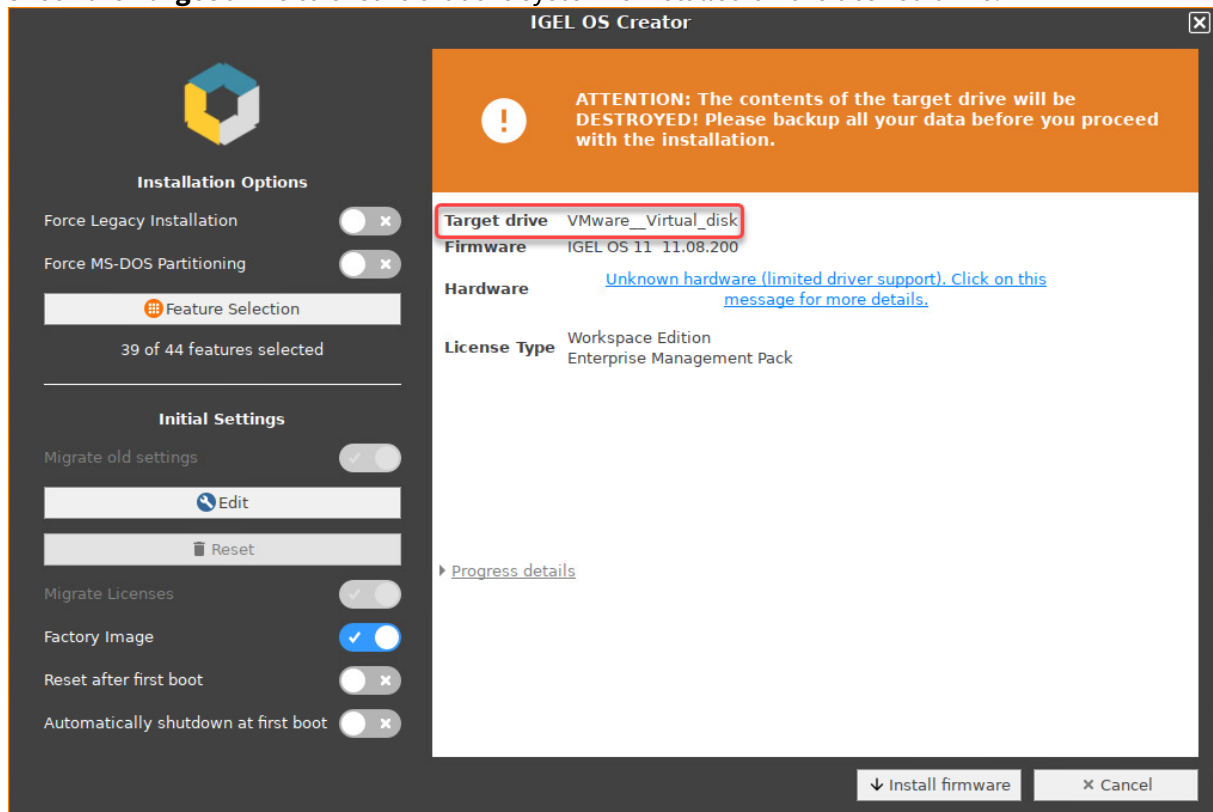 IGEL OS Creator
ATTENTION: The contents of the target drive will be
DESTROYED! Please backup all your data before you proceed
with the installation.
Installation Options
Force Legacy Installation
Force MS-DOS Partitioning
Feature Selection
39 of 44 features selected
Initial Settings
Migrate old settings
Edit
Reset
Migrate Licenses
Factory Image
Reset after first boot
Automatically shutdown at first boot
Target drive VMware__Virtual_disk
Firmware IGEL OS 11 11.08.200
Hardware Unknown hardware (limited driver support). Click on this
message for more details.
License Type Workspace Edition
Enterprise Management Pack
Progress details
Install firmware
Cancel